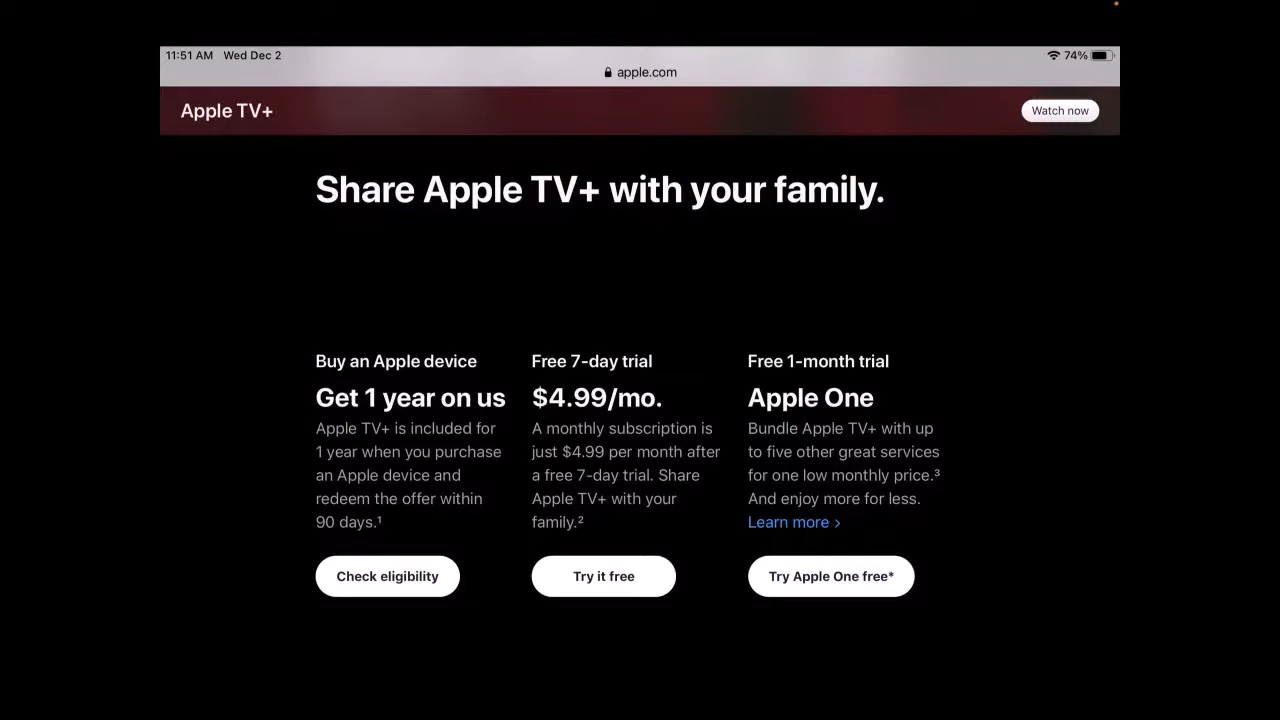 11:51 AM Wed Dec 2
74%
apple.com
Apple TV+
Watch now
Share Apple TV+ with your family.
Buy an Apple device
Get 1 year on us
Apple TV+ is included for
1 year when you purchase
an Apple device and
redeem the offer within
90 days.¹
Check eligibility
Free 7-day trial
$4.99/mo.
A monthly subscription is
just $4.99 per month after
a free 7-day trial. Share
Apple TV+ with your
family.²
Try it free
Free 1-month trial
Apple One
Bundle Apple TV+ with up
to five other great services
for one low monthly price.³
And enjoy more for less.
Learn more >
Try Apple One free*